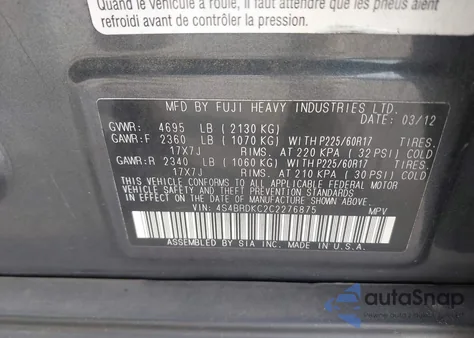 Quand le véhicule a roulé, il faut attendre que les pneus aient
refroidi avant de contrôler la pression.
MFD BY FUJI HEAVY INDUSTRIES LTD.
DATE: 03/12
GVWR: 4695 LB (2130 KG)
GAWR:F 2360 LB (1070 KG) WITH P225/60R17 TIRES.
17X7J RIMS. AT 220 KPA (32 PSI) COLD
GAWR:R 2340 LB (1060 KG) WITH P225/60R17 TIRES.
17X7J RIMS. AT 210 KPA (30 PSI) COLD
THIS VEHICLE CONFORMS TO ALL APPLICABLE FEDERAL MOTOR
VEHICLE SAFETY AND THEFT PREVENTION STANDARDS IN
EFFECT ON THE DATE OF MANUFACTURE SHOWN ABOVE.
VIN: 4S4BRDKC2C2276875 MPV
ASSEMBLED BY SIA INC. MADE IN U.S.A.
autoSnap